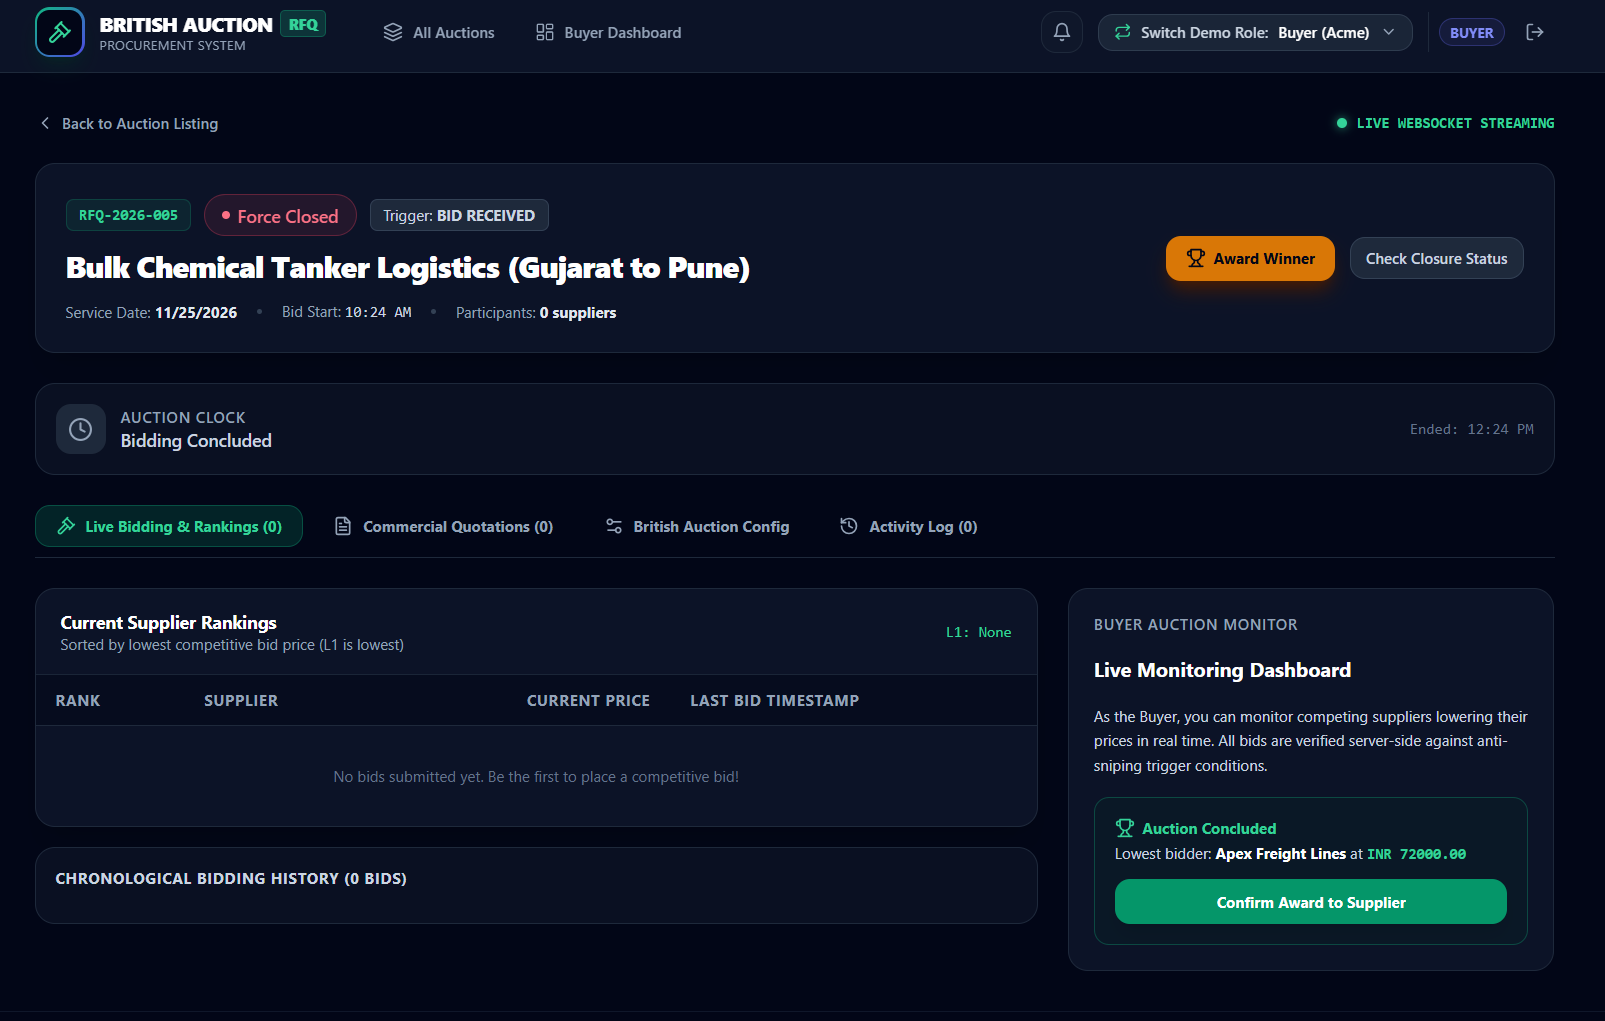 BRITISH AUCTION RFQ
PROCUREMENT SYSTEM
All Auctions
Buyer Dashboard
Switch Demo Role: Buyer (Acme)
BUYER
Back to Auction Listing
LIVE WEBSOCKET STREAMING
RFQ-2026-005
Force Closed
Trigger: BID RECEIVED
Bulk Chemical Tanker Logistics (Gujarat to Pune)
Service Date: 11/25/2026 • Bid Start: 10:24 AM • Participants: 0 suppliers
Award Winner
Check Closure Status
AUCTION CLOCK
Bidding Concluded
Ended: 12:24 PM
Live Bidding & Rankings (0)
Commercial Quotations (0)
British Auction Config
Activity Log (0)
Current Supplier Rankings
Sorted by lowest competitive bid price (L1 is lowest)
L1: None
RANK SUPPLIER CURRENT PRICE LAST BID TIMESTAMP
No bids submitted yet. Be the first to place a competitive bid!
CHRONOLOGICAL BIDDING HISTORY (0 BIDS)
BUYER AUCTION MONITOR
Live Monitoring Dashboard
As the Buyer, you can monitor competing suppliers lowering their
prices in real time. All bids are verified server-side against anti-
sniping trigger conditions.
Auction Concluded
Lowest bidder: Apex Freight Lines at INR 72000.00
Confirm Award to Supplier